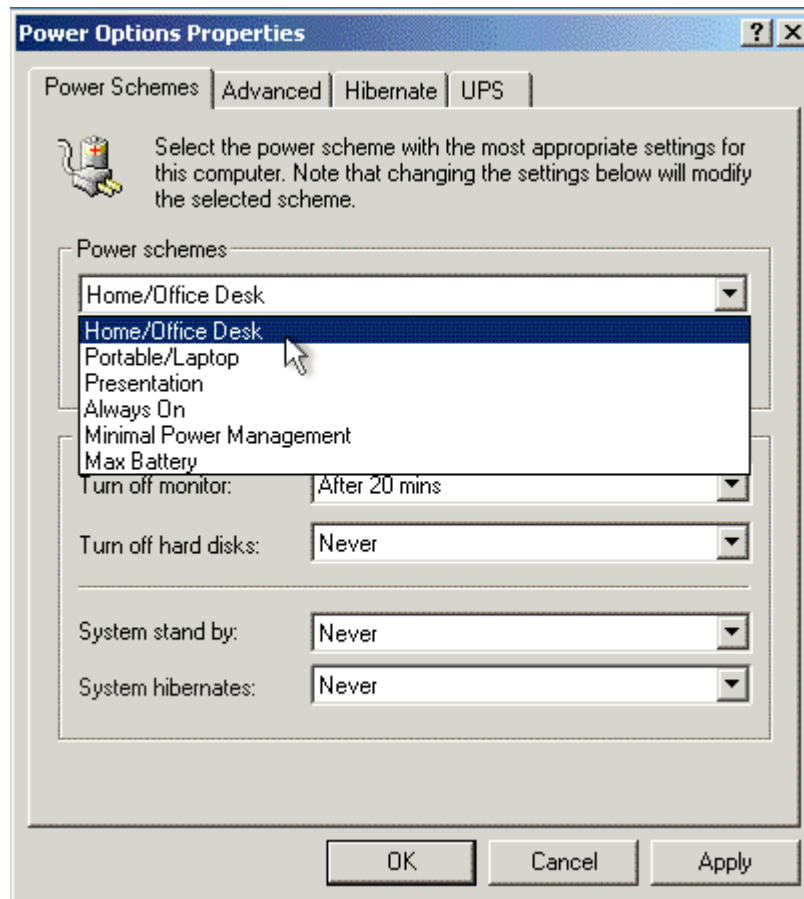 Power Options Properties
Power Schemes Advanced Hibernate UPS
Select the power scheme with the most appropriate settings for
this computer. Note that changing the settings below will modify
the selected scheme.
Power schemes
Home/Office Desk
Home/Office Desk
Portable/Laptop
Presentation
Always On
Minimal Power Management
Max Battery
Turn off monitor: After 20 mins
Turn off hard disks: Never
System stand by: Never
System hibernates: Never
OK Cancel Apply